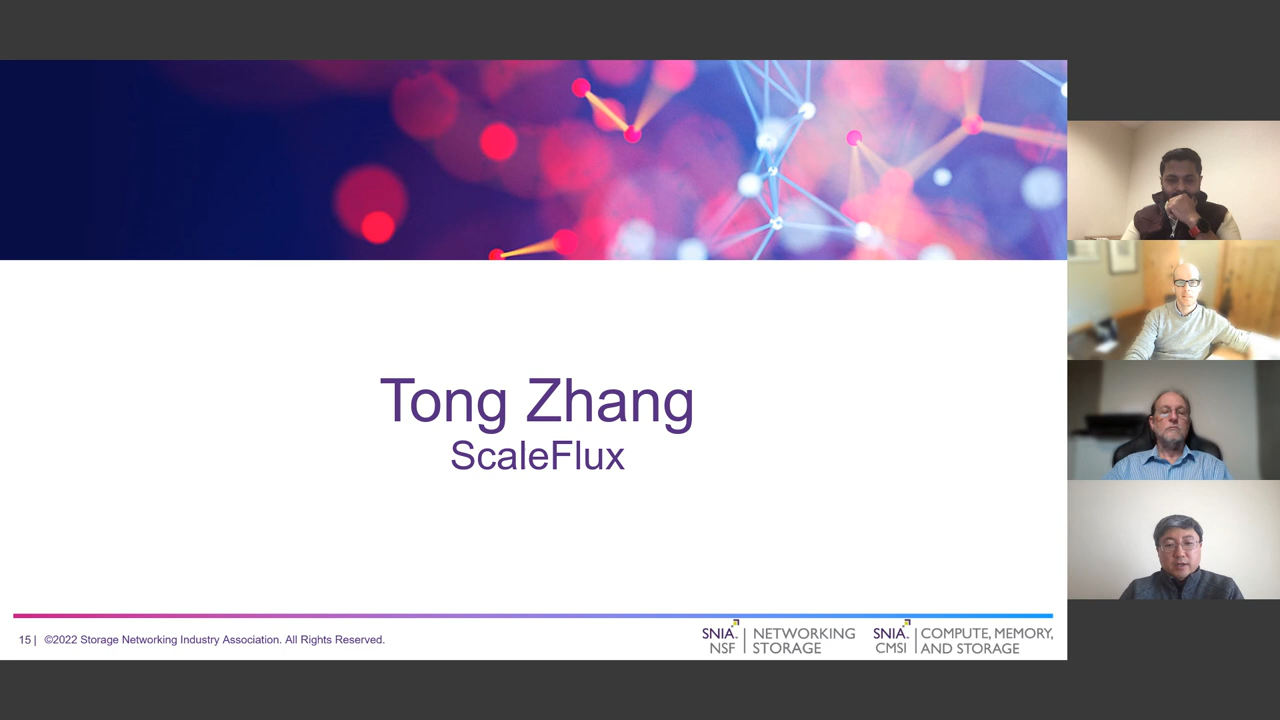 Tong Zhang
ScaleFlux
15 | ©2022 Storage Networking Industry Association. All Rights Reserved.
SNIA. NSF | NETWORKING STORAGE
SNIA. CMSI | COMPUTE, MEMORY, AND STORAGE